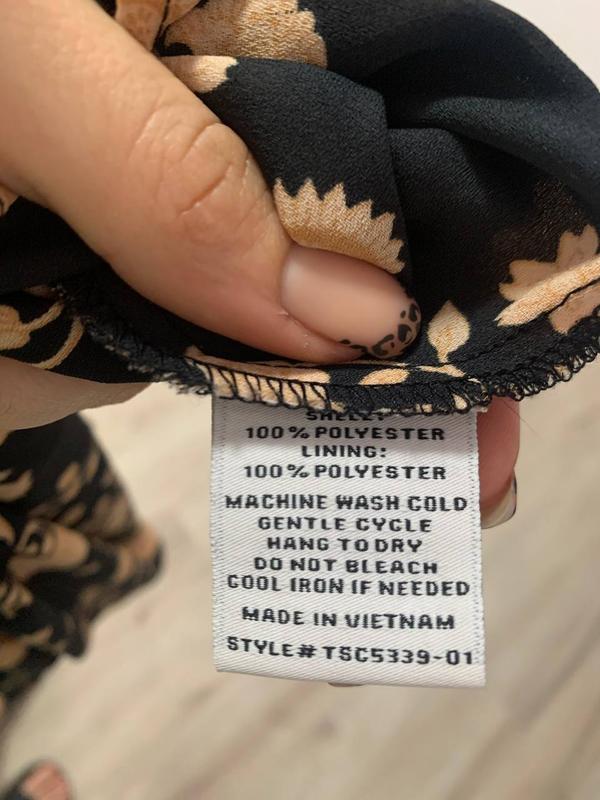 SHELL:
100% POLYESTER
LINING:
100% POLYESTER
MACHINE WASH COLD
GENTLE CYCLE
HANG TO DRY
DO NOT BLEACH
COOL IRON IF NEEDED
MADE IN VIETNAM
STYLE# TSC5339-01